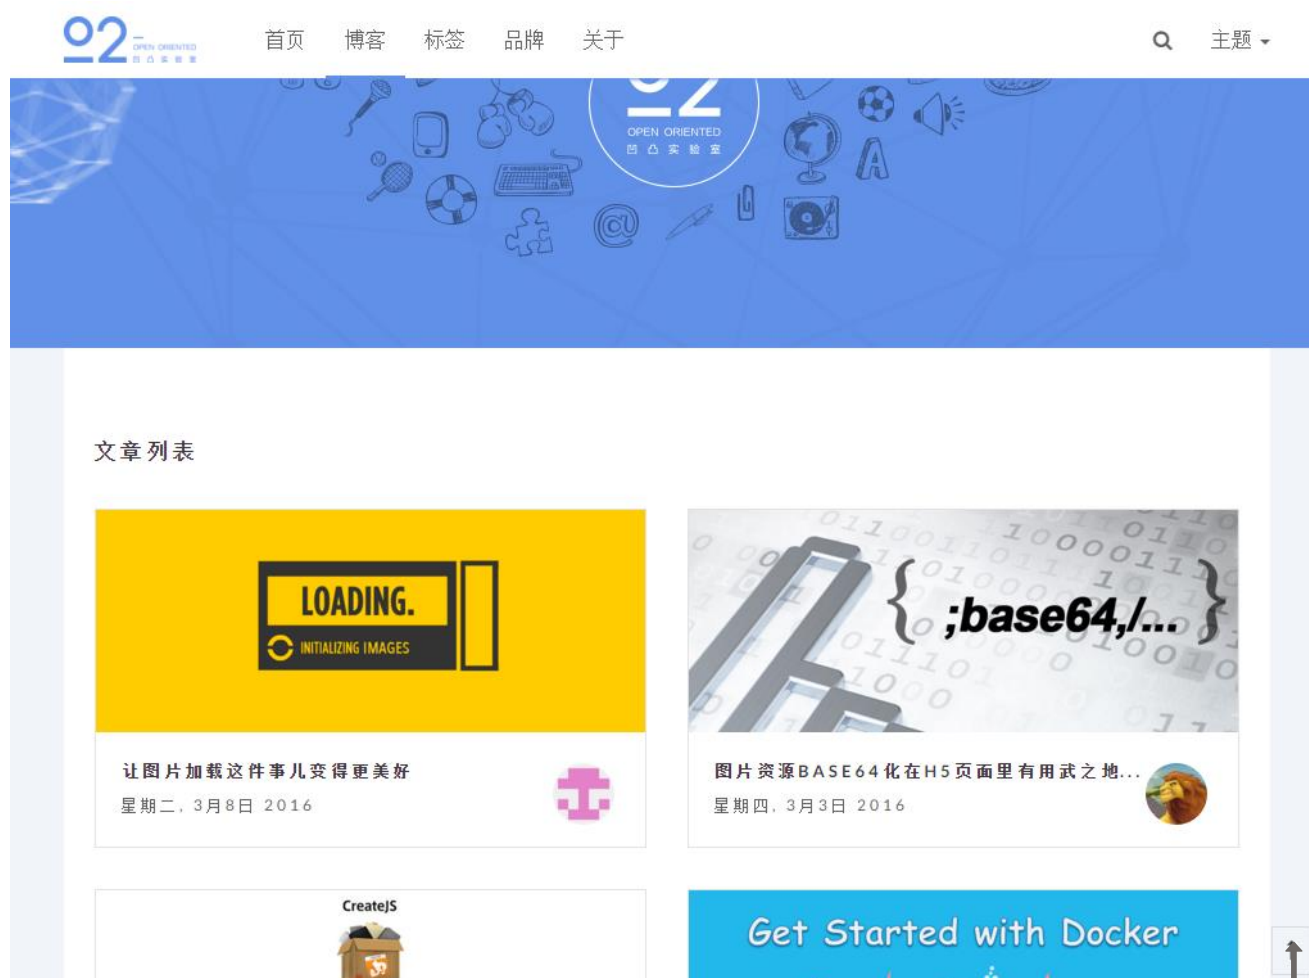 O2
OPEN ORIENTED
凹凸实验室
首页 博客 标签 品牌 关于
主题
O2
OPEN ORIENTED
凹凸实验室
文章列表
LOADING.
INITIALIZING IMAGES
{ ;base64,/... }
让图片加载这件事儿变得更美好
星期二, 3月8日 2016
图片资源BASE64化在H5页面里有用武之地...
星期四, 3月3日 2016
CreateJS
Get Started with Docker